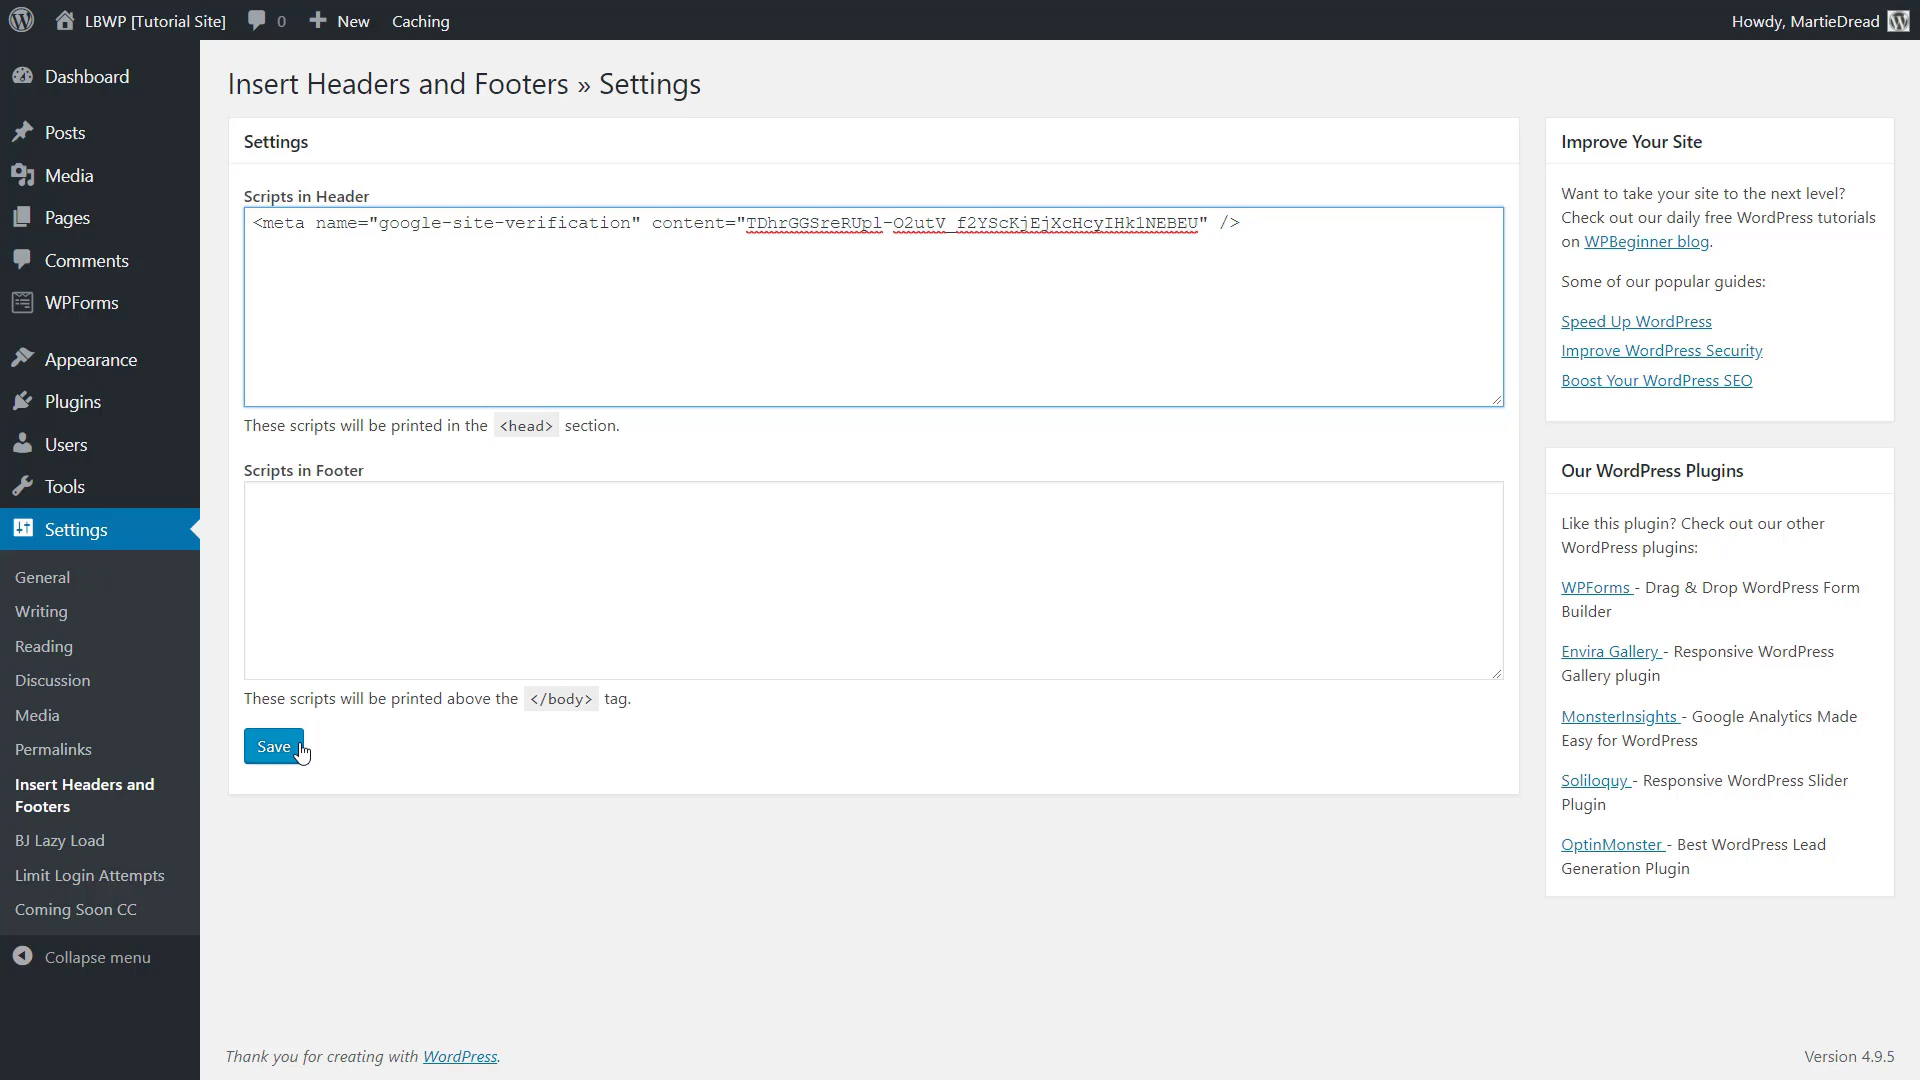 LBWP [Tutorial Site] 0 New Caching Howdy, MartieDread
Dashboard
Posts
Media
Pages
Comments
WPForms
Appearance
Plugins
Users
Tools
Settings
General
Writing
Reading
Discussion
Media
Permalinks
Insert Headers and
Footers
BJ Lazy Load
Limit Login Attempts
Coming Soon CC
Collapse menu
Insert Headers and Footers » Settings
Settings
Scripts in Header
<meta name="google-site-verification" content="TDhrGGSreRUpl-O2utV_f2YScKjEjXcHcyIHk1NEBEU" />
These scripts will be printed in the <head> section.
Scripts in Footer
These scripts will be printed above the </body> tag.
Save
Improve Your Site
Want to take your site to the next level?
Check out our daily free WordPress tutorials
on WPBeginner blog.
Some of our popular guides:
Speed Up WordPress
Improve WordPress Security
Boost Your WordPress SEO
Our WordPress Plugins
Like this plugin? Check out our other
WordPress plugins:
WPForms - Drag & Drop WordPress Form
Builder
Envira Gallery - Responsive WordPress
Gallery plugin
MonsterInsights - Google Analytics Made
Easy for WordPress
Soliloquy - Responsive WordPress Slider
Plugin
OptinMonster - Best WordPress Lead
Generation Plugin
Thank you for creating with WordPress.
Version 4.9.5